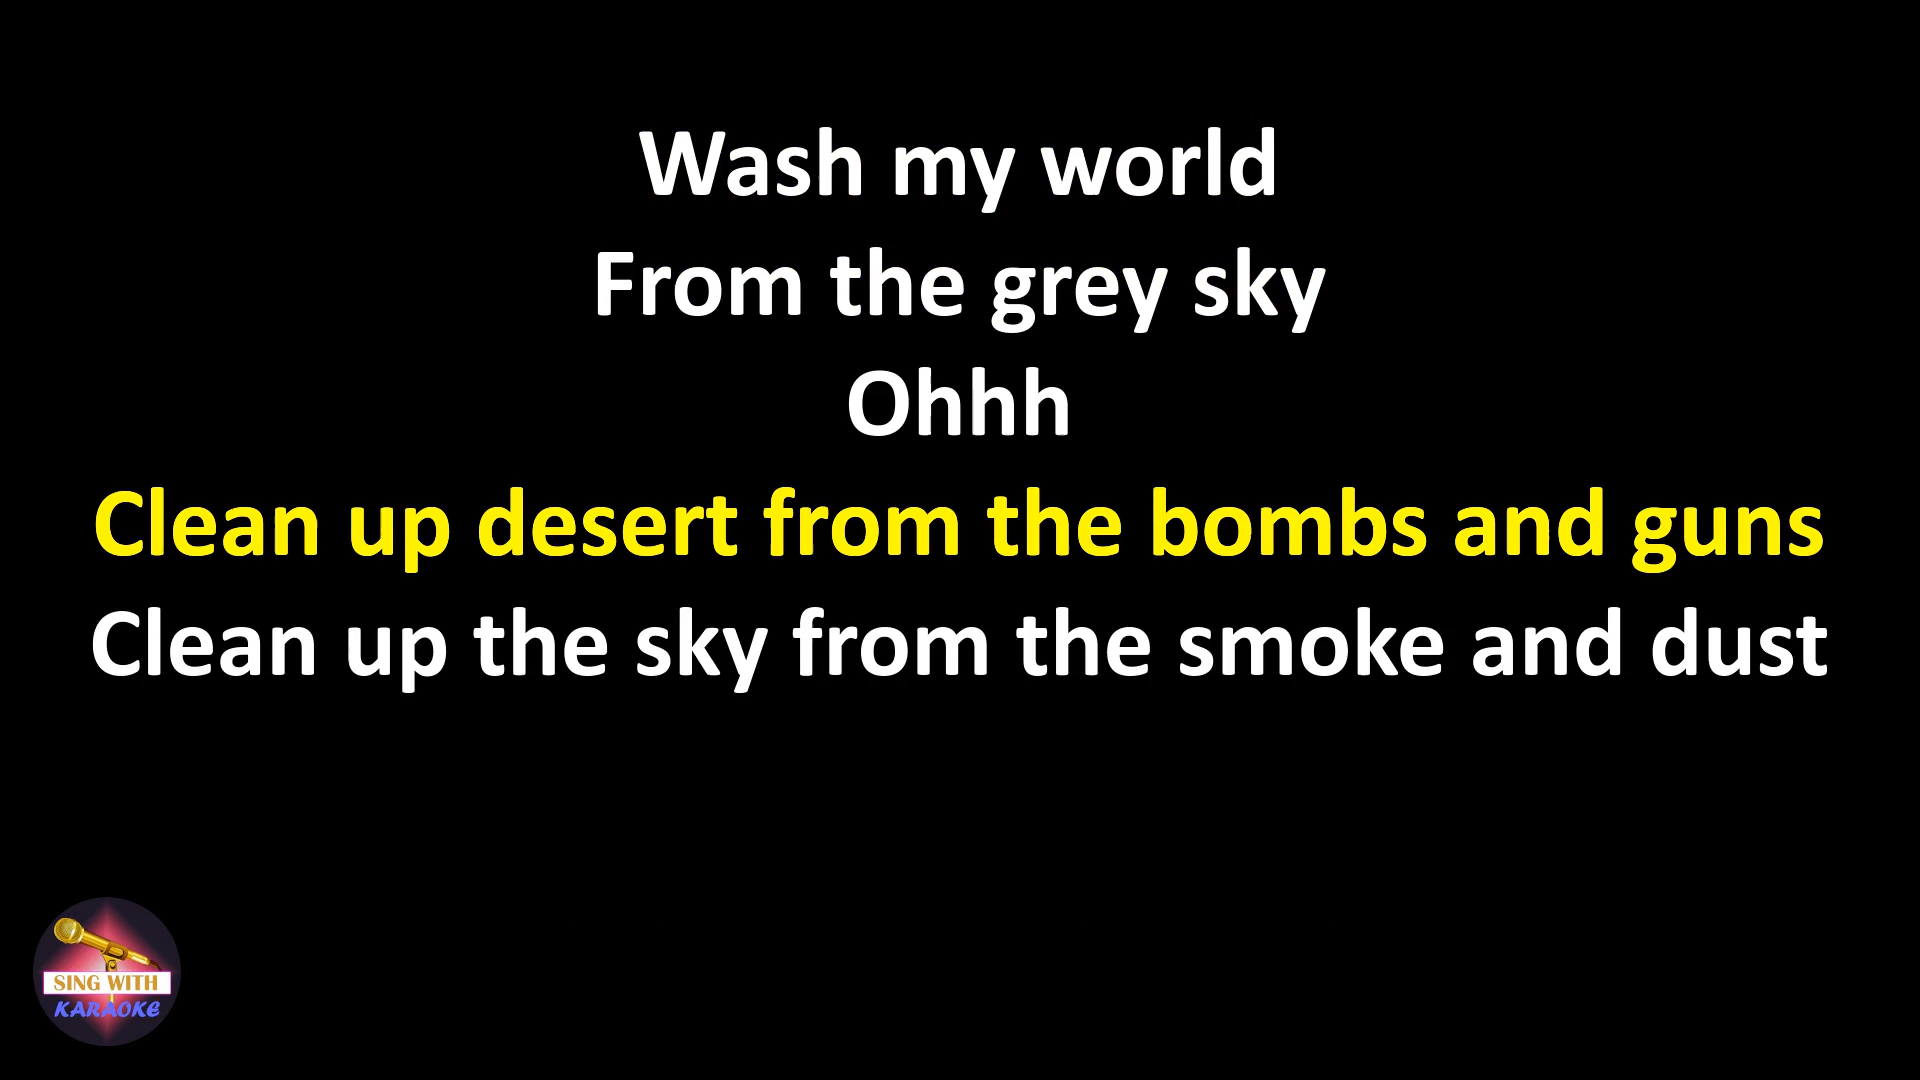 Wash my world
From the grey sky
Ohhh
Clean up desert from the bombs and guns
Clean up the sky from the smoke and dust
SING WITH
KARAOKE